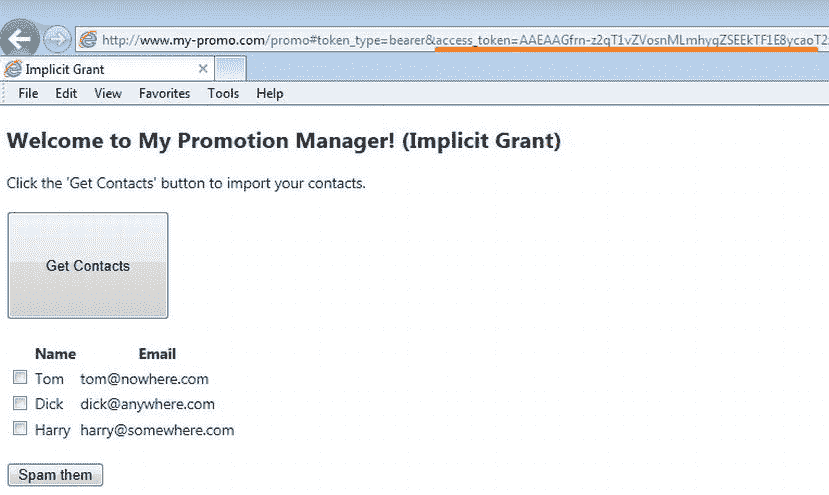 http://www.my-promo.com/promo#token_type=bearer&access_token=AAEAAGfrn-z2qT1vZVosnMLmhyqZSEEkTF1E8ycaoT2
Implicit Grant
File Edit View Favorites Tools Help
Welcome to My Promotion Manager! (Implicit Grant)
Click the 'Get Contacts' button to import your contacts.
Get Contacts
Name Email
Tom tom@nowhere.com
Dick dick@anywhere.com
Harry harry@somewhere.com
Spam them